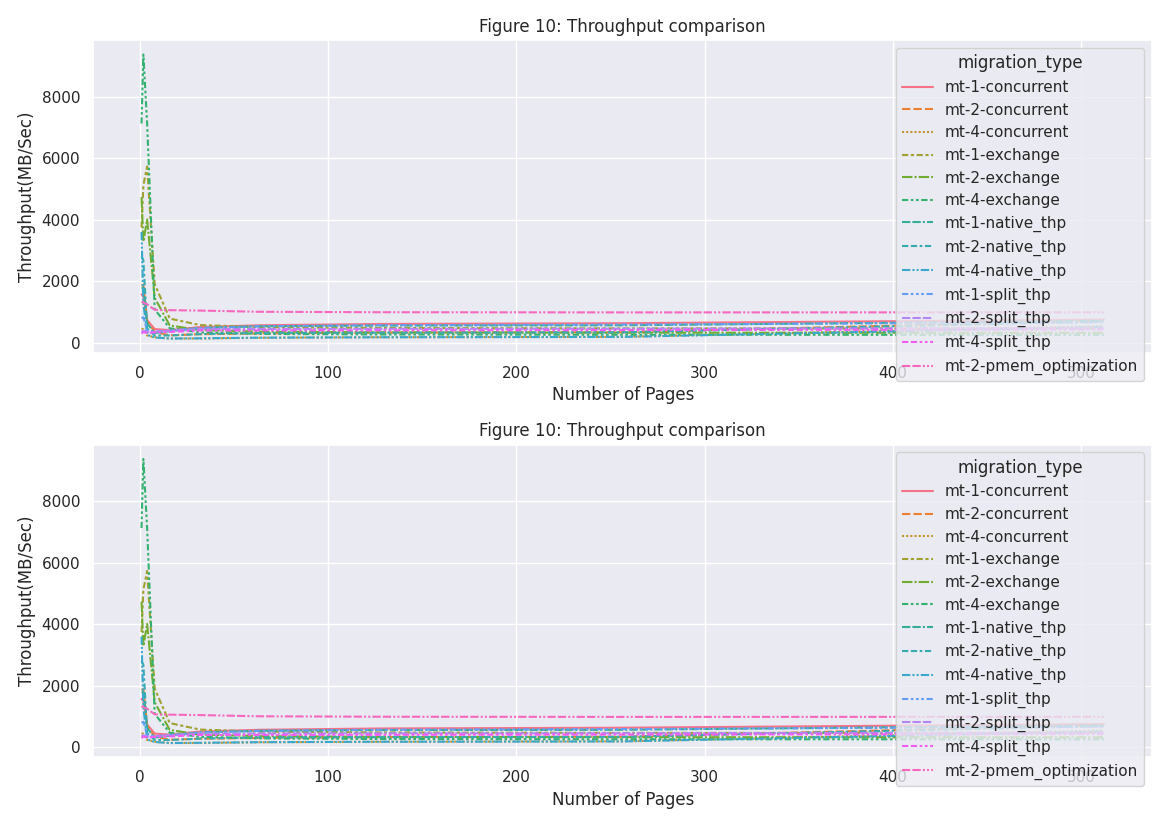 Figure 10: Throughput comparison
Throughput(MB/Sec)
8000
6000
4000
2000
0
0
100
200
300
400
500
Number of Pages
migration_type
mt-1-concurrent
mt-2-concurrent
mt-4-concurrent
mt-1-exchange
mt-2-exchange
mt-4-exchange
mt-1-native_thp
mt-2-native_thp
mt-4-native_thp
mt-1-split_thp
mt-2-split_thp
mt-4-split_thp
mt-2-pmem_optimization
Figure 10: Throughput comparison
Throughput(MB/Sec)
8000
6000
4000
2000
0
0
100
200
300
400
500
Number of Pages
migration_type
mt-1-concurrent
mt-2-concurrent
mt-4-concurrent
mt-1-exchange
mt-2-exchange
mt-4-exchange
mt-1-native_thp
mt-2-native_thp
mt-4-native_thp
mt-1-split_thp
mt-2-split_thp
mt-4-split_thp
mt-2-pmem_optimization